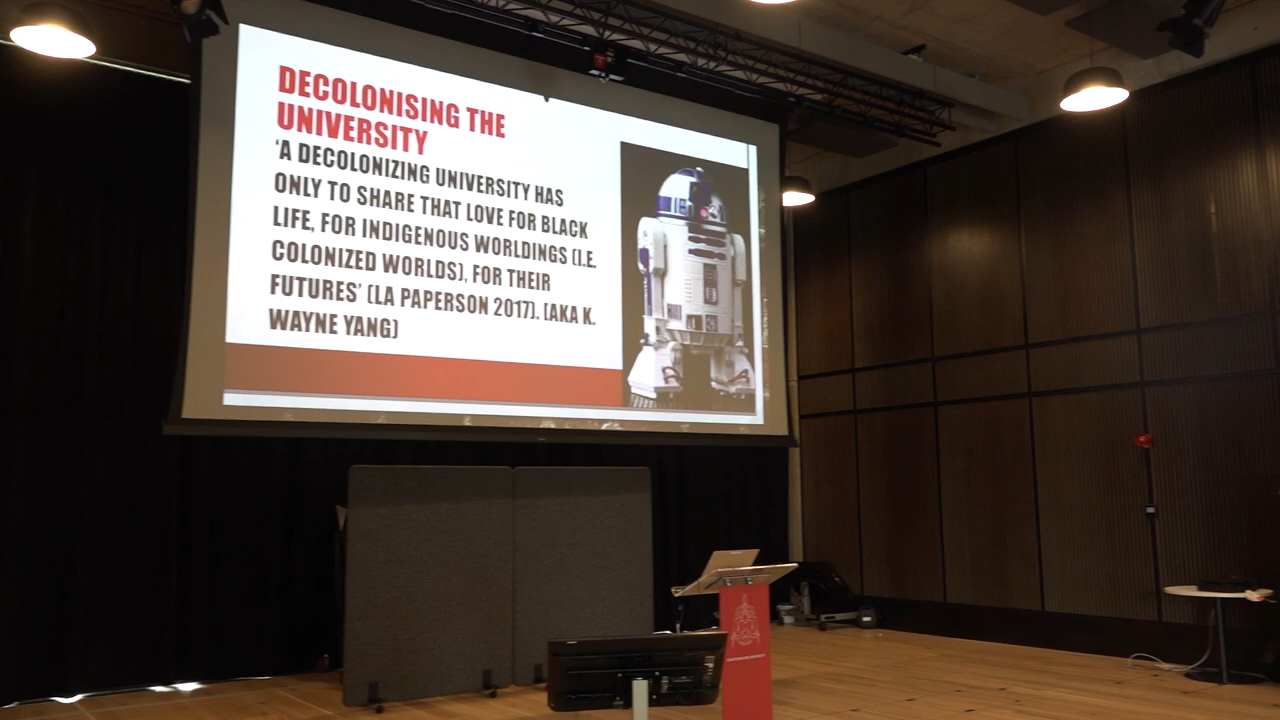 DECOLONISING THE
UNIVERSITY
‘A DECOLONIZING UNIVERSITY HAS
ONLY TO SHARE THAT LOVE FOR BLACK
LIFE, FOR INDIGENOUS WORLDINGS (I.E.
COLONIZED WORLDS), FOR THEIR
FUTURES’ (LA PAPERSON 2017). (AKA K.
WAYNE YANG)